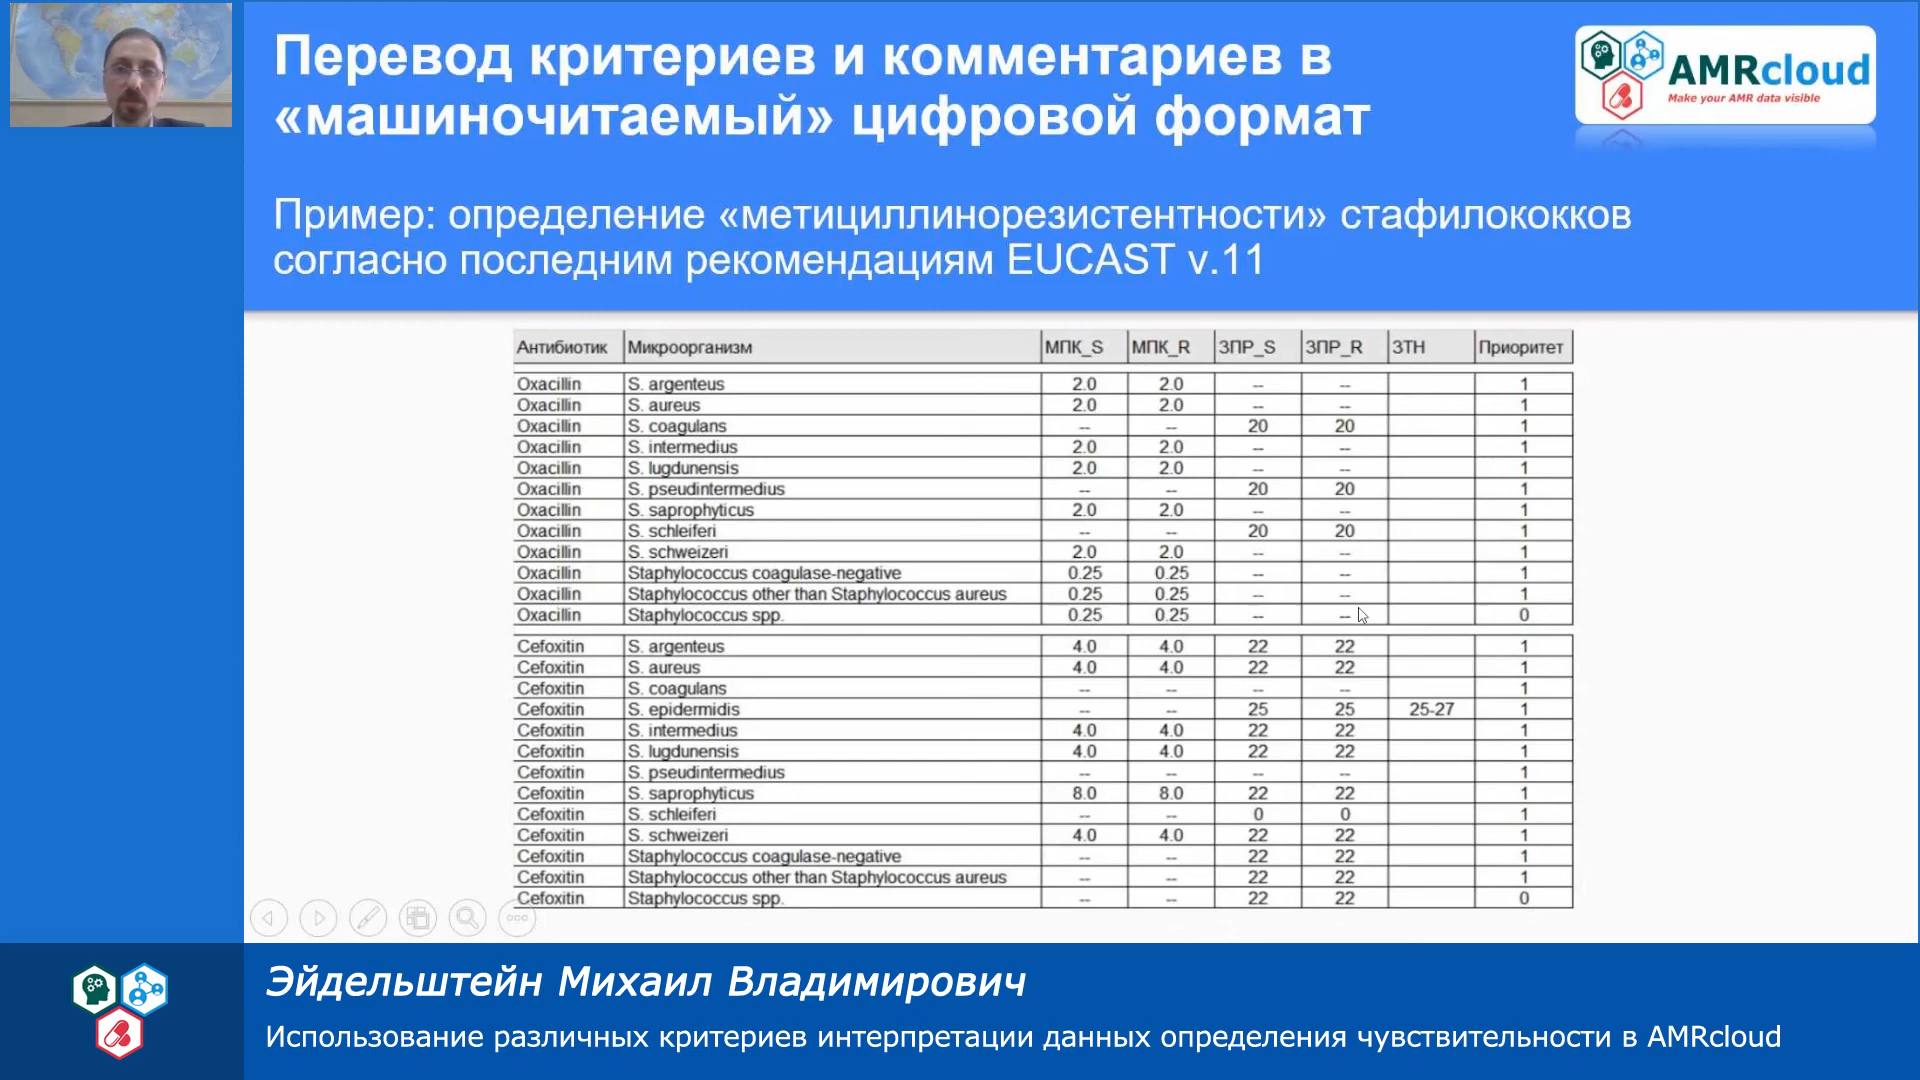 Перевод критериев и комментариев в
«машиночитаемый» цифровой формат
AMRcloud
Make your AMR data visible
Пример: определение «метициллинорезистентности» стафилококков
согласно последним рекомендациям EUCAST v.11
Антибиотик Микроорганизм МПК_S МПК_R ЗПР_S ЗПР_R ЗТН Приоритет
Oxacillin S. argenteus 2.0 2.0 -- -- 1
Oxacillin S. aureus 2.0 2.0 -- -- 1
Oxacillin S. coagulans -- -- 20 20 1
Oxacillin S. intermedius 2.0 2.0 -- -- 1
Oxacillin S. lugdunensis 2.0 2.0 -- -- 1
Oxacillin S. pseudintermedius -- -- 20 20 1
Oxacillin S. saprophyticus 2.0 2.0 -- -- 1
Oxacillin S. schleiferi -- -- 20 20 1
Oxacillin S. schweizeri 2.0 2.0 -- -- 1
Oxacillin Staphylococcus coagulase-negative 0.25 0.25 -- -- 1
Oxacillin Staphylococcus other than Staphylococcus aureus 0.25 0.25 -- -- 1
Oxacillin Staphylococcus spp. 0.25 0.25 -- -- 0
Cefoxitin S. argenteus 4.0 4.0 22 22 1
Cefoxitin S. aureus 4.0 4.0 22 22 1
Cefoxitin S. coagulans -- -- -- -- 1
Cefoxitin S. epidermidis -- -- 25 25 25-27 1
Cefoxitin S. intermedius 4.0 4.0 22 22 1
Cefoxitin S. lugdunensis 4.0 4.0 22 22 1
Cefoxitin S. pseudintermedius -- -- -- -- 1
Cefoxitin S. saprophyticus 8.0 8.0 22 22 1
Cefoxitin S. schleiferi -- -- 0 0 1
Cefoxitin S. schweizeri 4.0 4.0 22 22 1
Cefoxitin Staphylococcus coagulase-negative -- -- 22 22 1
Cefoxitin Staphylococcus other than Staphylococcus aureus -- -- 22 22 1
Cefoxitin Staphylococcus spp. -- -- 22 22 0
Эйдельштейн Михаил Владимирович
Использование различных критериев интерпретации данных определения чувствительности в AMRcloud